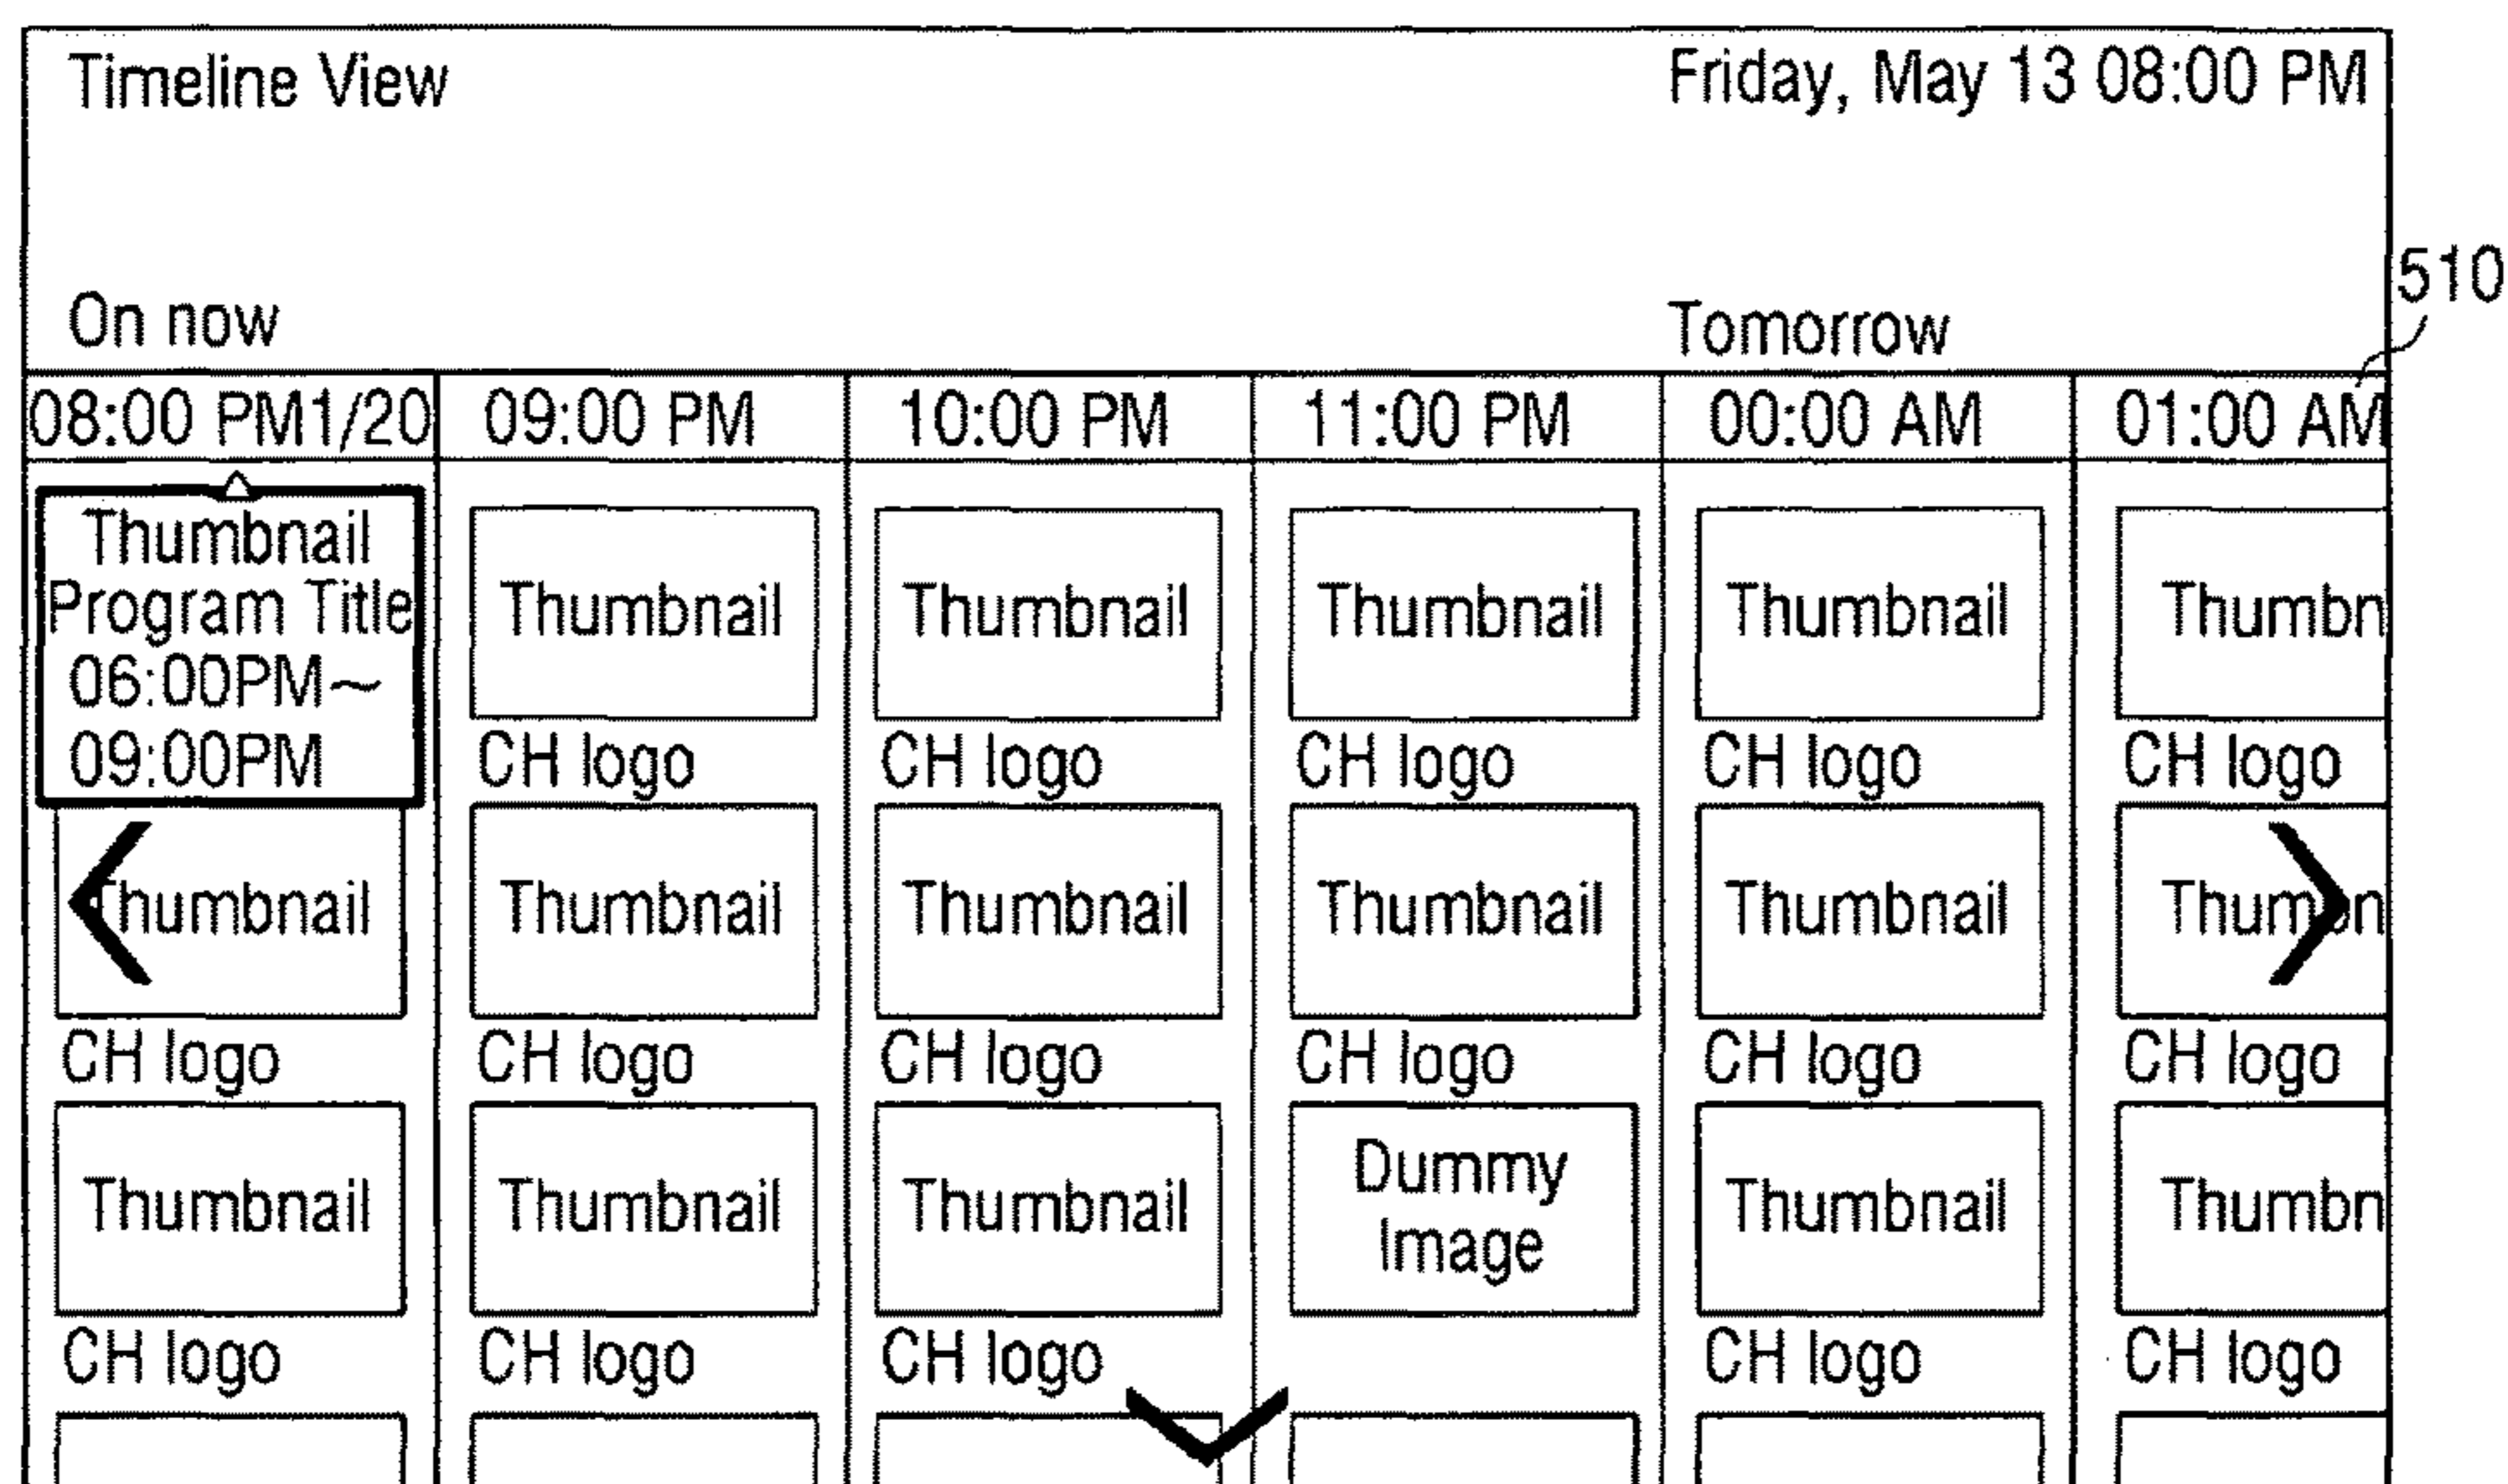 Timeline View
Friday, May 13 08:00 PM
510
On now
Tomorrow
08:00 PM1/20
09:00 PM
10:00 PM
11:00 PM
00:00 AM
01:00 AM
Thumbnail
Program Title
06:00PM~
09:00PM
Thumbnail
Thumbnail
Thumbnail
Thumbnail
Thumbn
CH logo
CH logo
CH logo
CH logo
CH logo
Thumbnail
Thumbnail
Thumbnail
Thumbnail
Thumbnail
Thumbn
CH logo
CH logo
CH logo
CH logo
CH logo
CH logo
Thumbnail
Thumbnail
Thumbnail
Dummy
Image
Thumbnail
Thumbn
CH logo
CH logo
CH logo
CH logo
CH logo